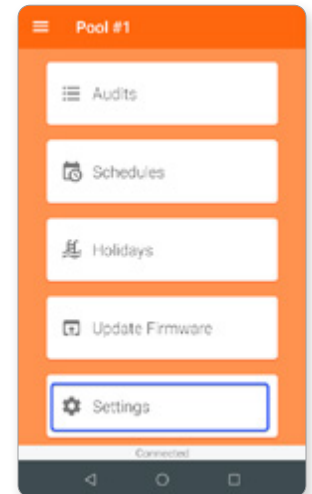 Pool #1
Audits
Schedules
Holidays
Update Firmware
Settings
Connected